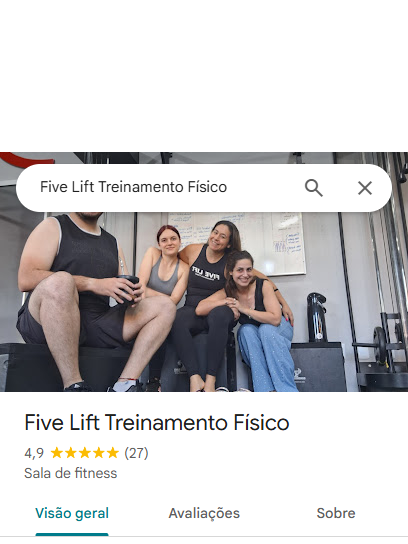 Five Lift Treinamento Físico
FIVE LIFT
Five Lift Treinamento Físico
4,9 (27)
Sala de fitness
Visão geral Avaliações Sobre